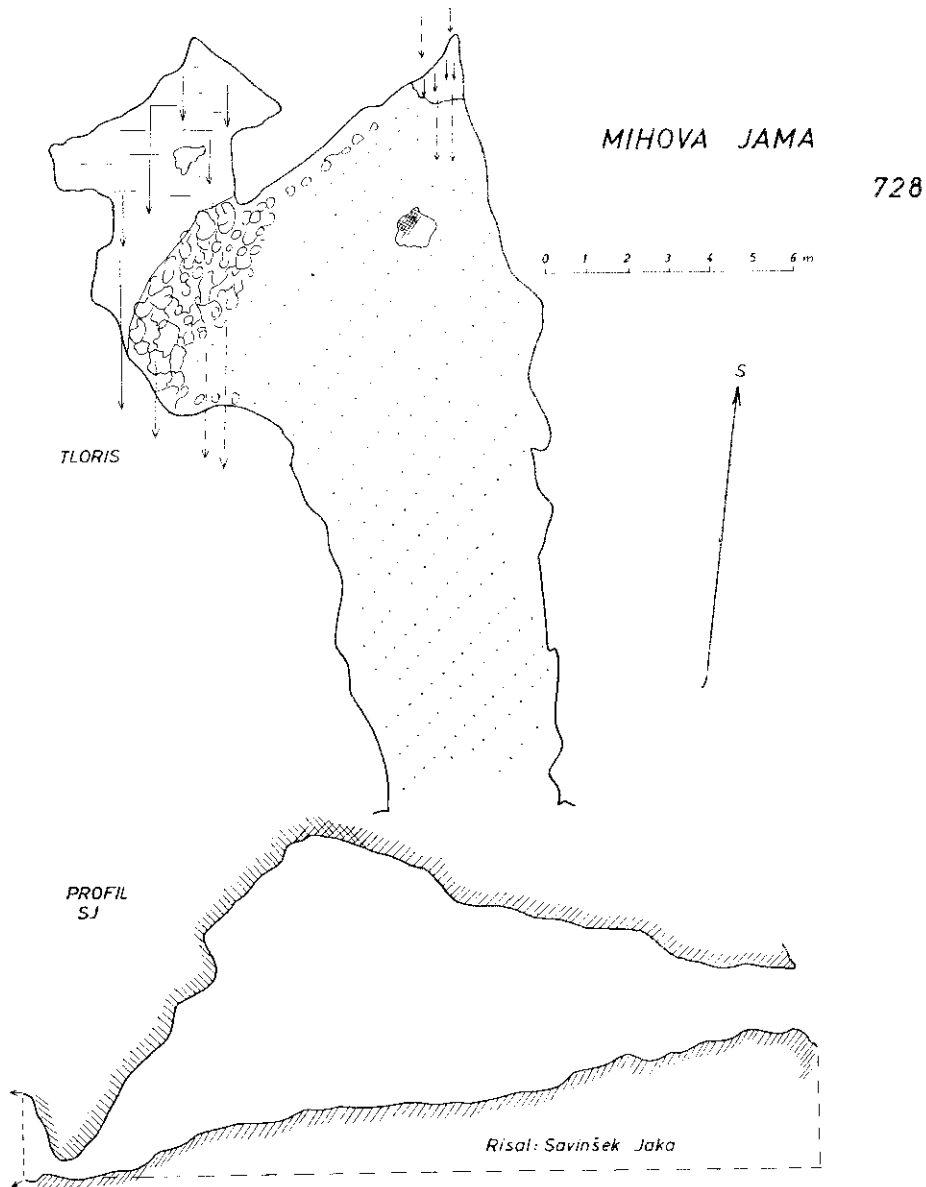 MIHOVA JAMA
728
0 1 2 3 4 5 6 m
S
TLORIS
PROFIL
SJ
Risal: Savinšek Jaka